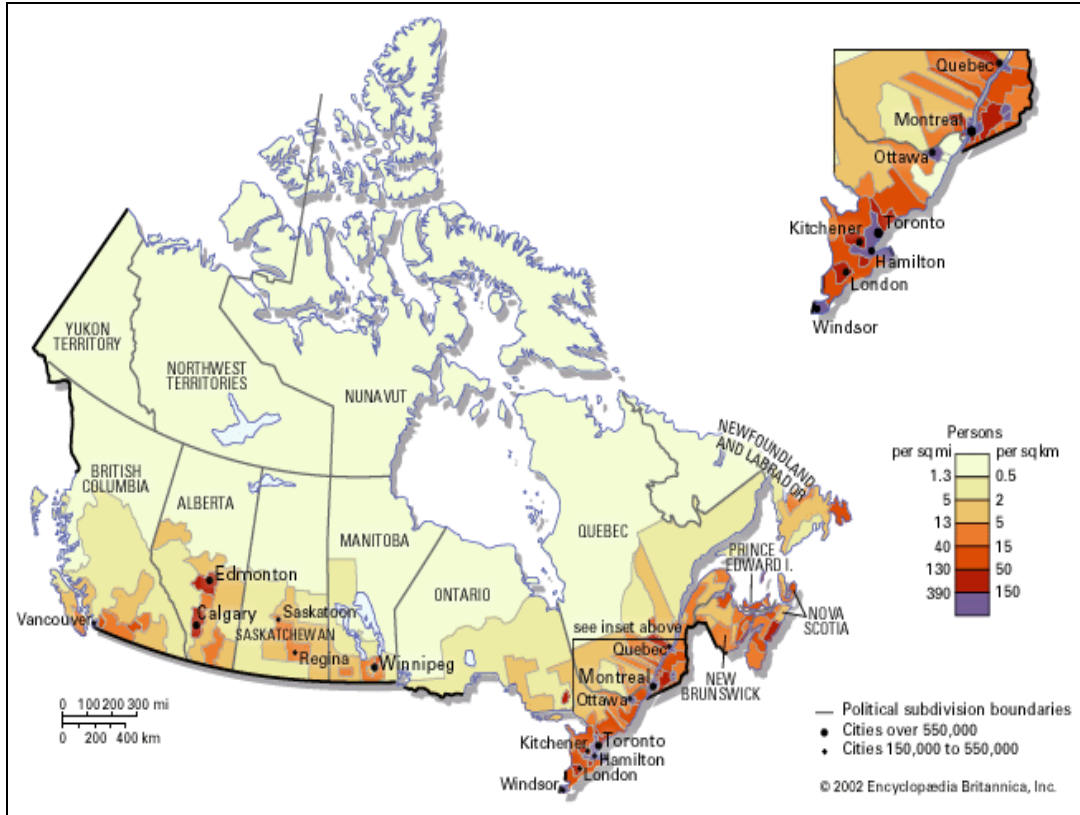 Quebec
Montreal
Ottawa
Kitchener
Toronto
Hamilton
London
Windsor
YUKON
TERRITORY
NORTHWEST
TERRITORIES
NUNAVUT
BRITISH
COLUMBIA
ALBERTA
MANITOBA
ONTARIO
QUEBEC
NEWFOUNDLAND
AND LABRADOR
PRINCE
EDWARD I.
NOVA
SCOTIA
NEW
BRUNSWICK
Edmonton
Calgary
Saskatoon
SASKATCHEWAN
Regina
Winnipeg
Vancouver
see inset above
Quebec
Montreal
Ottawa
Kitchener
Toronto
Hamilton
London
Windsor
Persons
per sq mi per sq km
1.3 0.5
5 2
13 5
40 15
130 50
390 150
0 100 200 300 mi
0 200 400 km
Political subdivision boundaries
Cities over 550,000
Cities 150,000 to 550,000
© 2002 Encyclopædia Britannica, Inc.